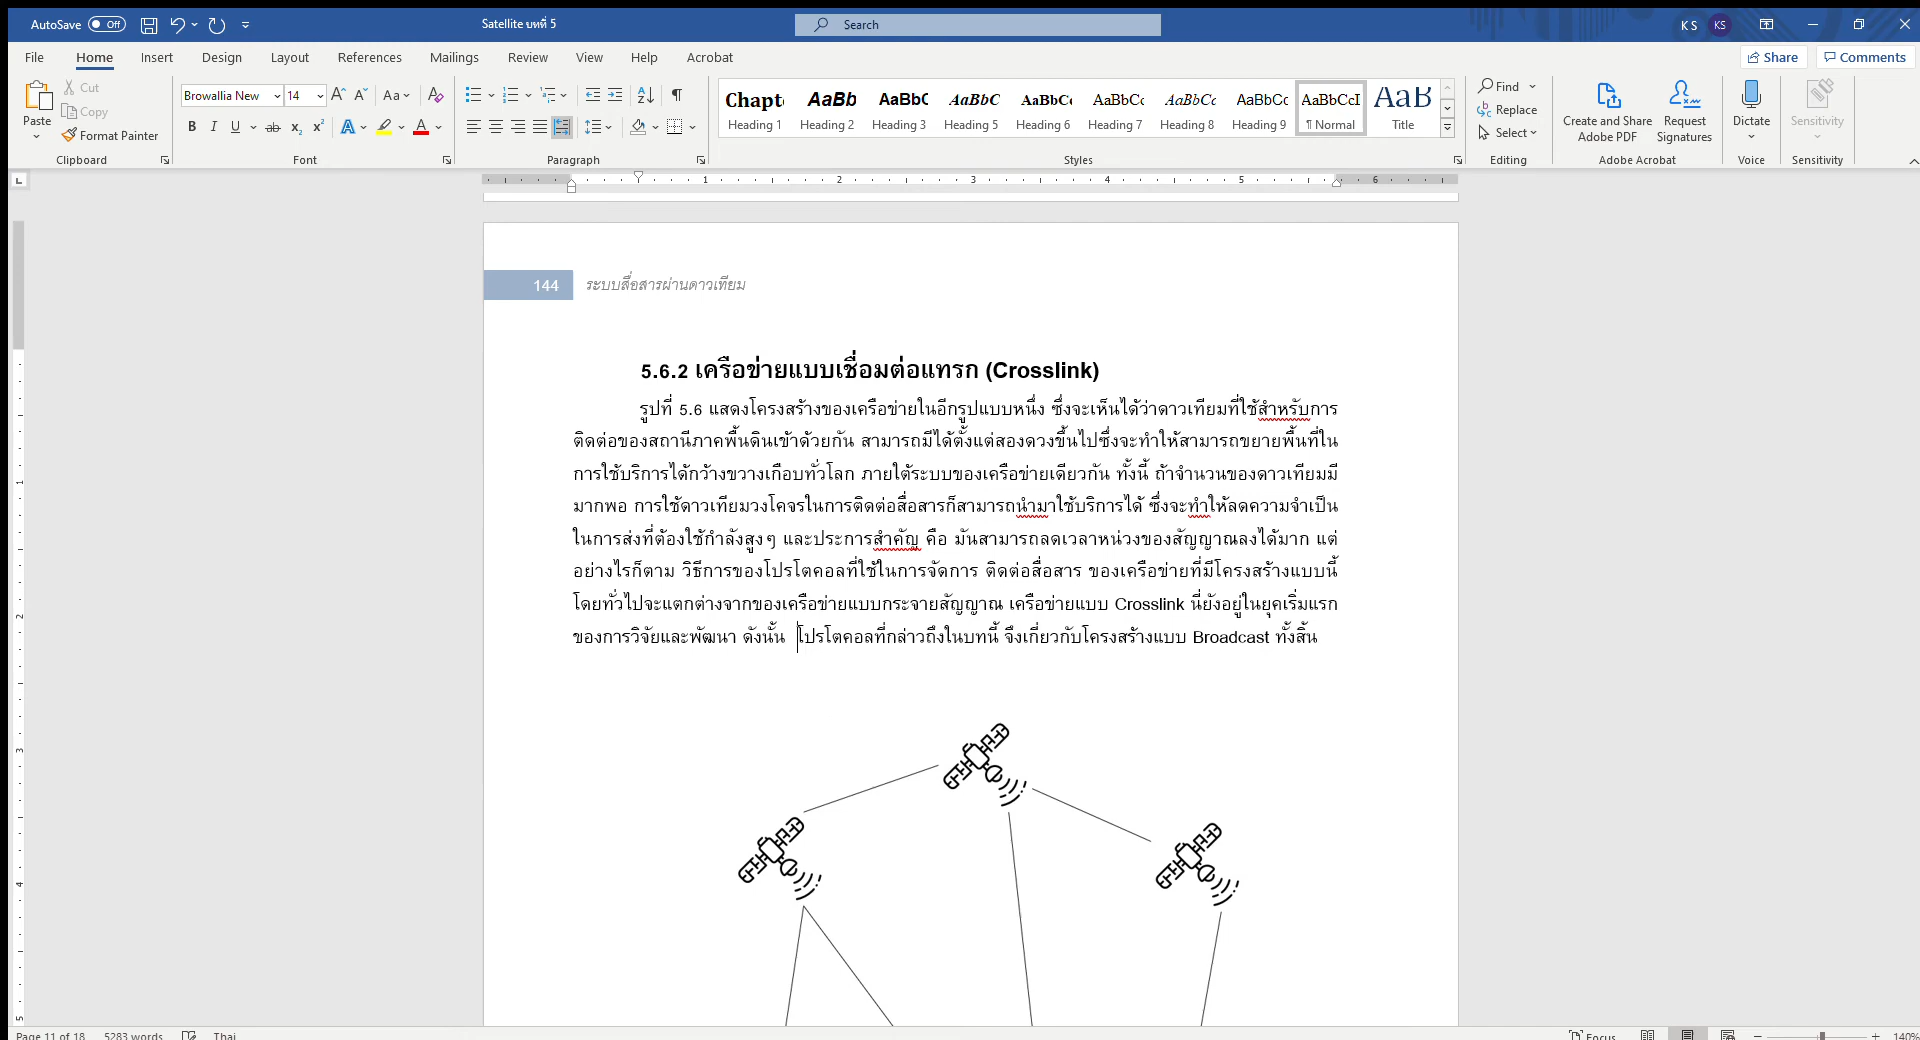 AutoSave Off Satellite บทที่ 5 Search K S KS
File Home Insert Design Layout References Mailings Review View Help Acrobat Share Comments
Paste Cut Copy Format Painter
Browallia New 14 Aa
B I U ab x₂ x² A A
Chapt AaBb AaBbC AaBbC AaBbCc AaBbCc AaBbCc AaBbCc AaBbCcI AaB
Heading 1 Heading 2 Heading 3 Heading 5 Heading 6 Heading 7 Heading 8 Heading 9 ¶ Normal Title
Find Replace Select
Create and Share Adobe PDF Request Signatures Dictate Sensitivity
Clipboard Font Paragraph Styles Editing Adobe Acrobat Voice Sensitivity
1 2 3 4 5 6
144 ระบบสื่อสารผ่านดาวเทียม
5.6.2 เครือข่ายแบบเชื่อมต่อแทรก (Crosslink)
รูปที่ 5.6 แสดงโครงสร้างของเครือข่ายในอีกรูปแบบหนึ่ง ซึ่งจะเห็นได้ว่าดาวเทียมที่ใช้สำหรับการ
ติดต่อของสถานีภาคพื้นดินเข้าด้วยกัน สามารถมีได้ตั้งแต่สองดวงขึ้นไปซึ่งจะทำให้สามารถขยายพื้นที่ใน
การใช้บริการได้กว้างขวางเกือบทั่วโลก ภายใต้ระบบของเครือข่ายเดียวกัน ทั้งนี้ ถ้าจำนวนของดาวเทียมมี
มากพอ การใช้ดาวเทียมวงโคจรในการติดต่อสื่อสารก็สามารถนำมาใช้บริการได้ ซึ่งจะทำให้ลดความจำเป็น
ในการส่งที่ต้องใช้กำลังสูงๆ และประการสำคัญ คือ มันสามารถลดเวลาหน่วงของสัญญาณลงได้มาก แต่
อย่างไรก็ตาม วิธีการของโปรโตคอลที่ใช้ในการจัดการ ติดต่อสื่อสาร ของเครือข่ายที่มีโครงสร้างแบบนี้
โดยทั่วไปจะแตกต่างจากของเครือข่ายแบบกระจายสัญญาณ เครือข่ายแบบ Crosslink นี่ยังอยู่ในยุคเริ่มแรก
ของการวิจัยและพัฒนา ดังนั้น โปรโตคอลที่กล่าวถึงในบทนี้ จึงเกี่ยวกับโครงสร้างแบบ Broadcast ทั้งสิ้น
1
2
3
4
5
Page 11 of 18 5283 words Thai Focus 140%